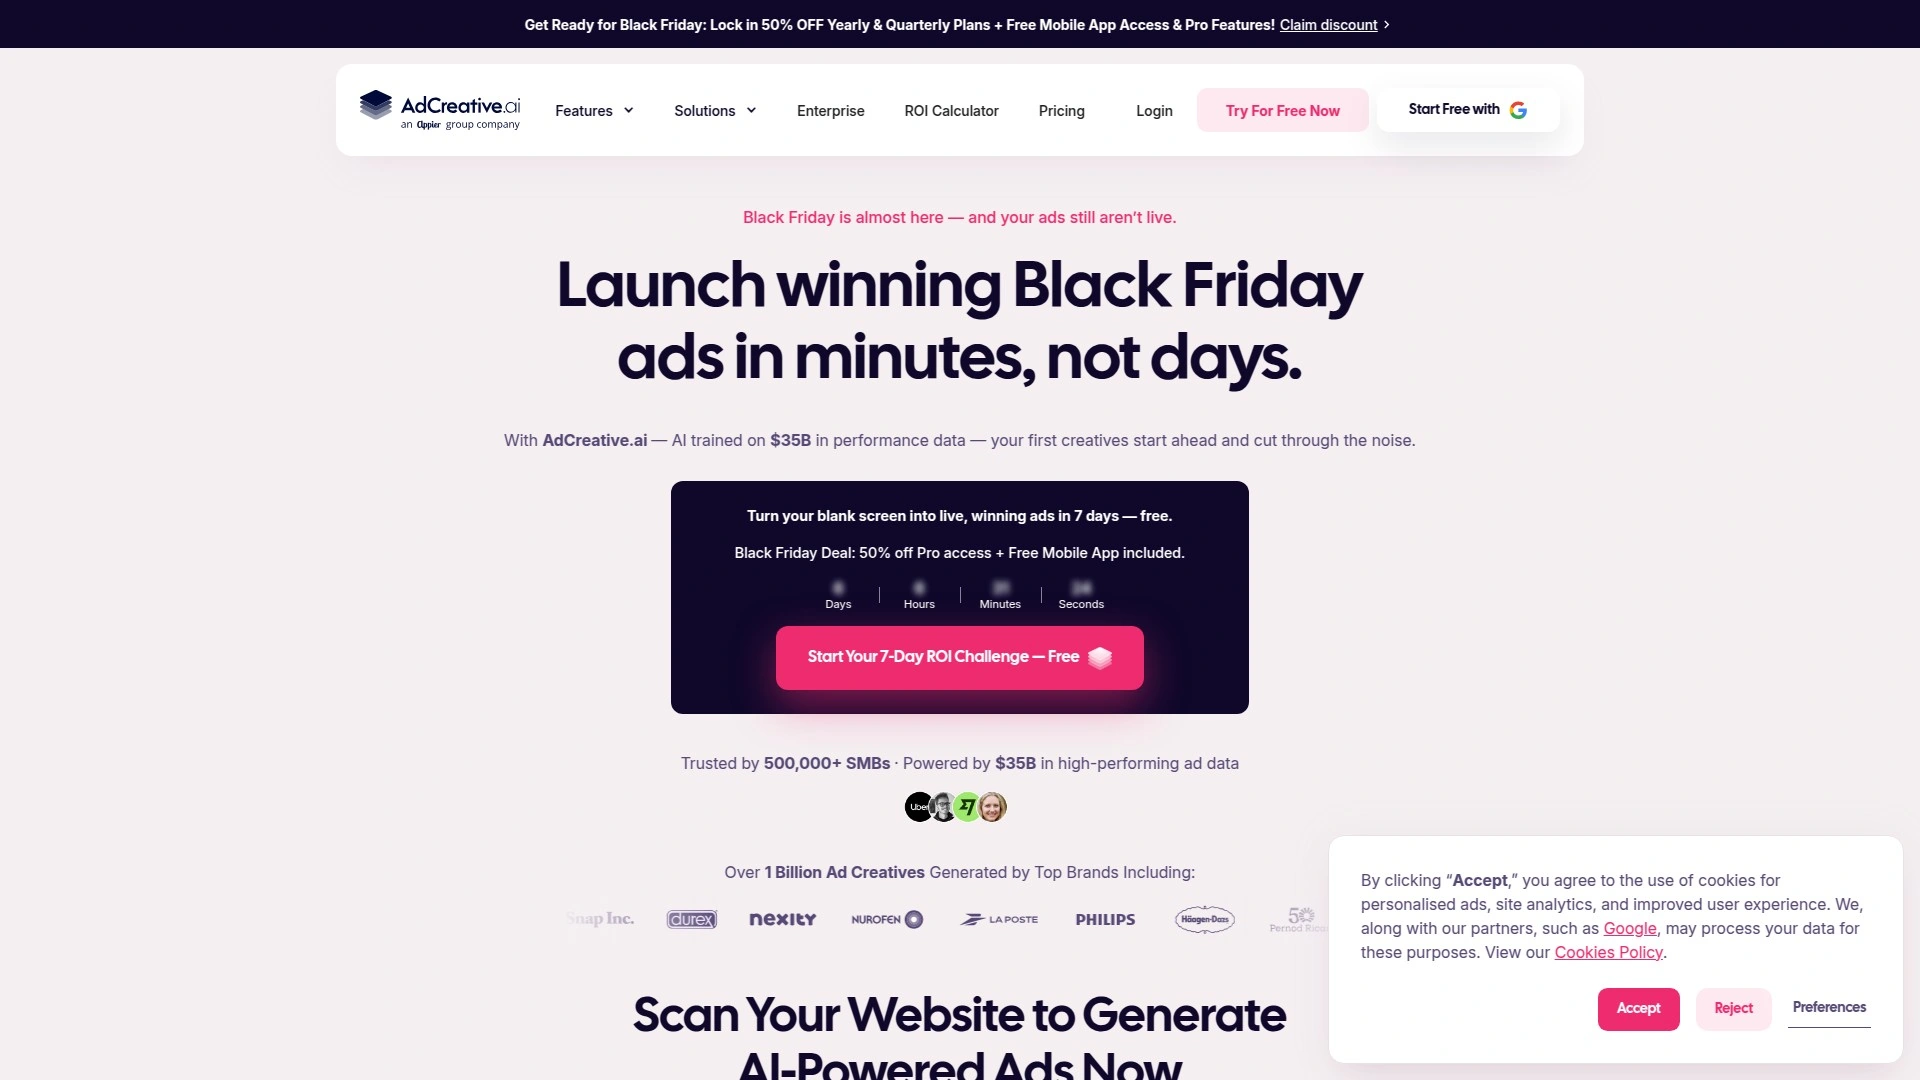 Get Ready for Black Friday: Lock in 50% OFF Yearly & Quarterly Plans + Free Mobile App Access & Pro Features! Claim discount
AdCreative.ai
an Appier group company
Features
Solutions
Enterprise
ROI Calculator
Pricing
Login
Try For Free Now
Start Free with
Black Friday is almost here — and your ads still aren’t live.
Launch winning Black Friday
ads in minutes, not days.
With AdCreative.ai — AI trained on $35B in performance data — your first creatives start ahead and cut through the noise.
Turn your blank screen into live, winning ads in 7 days — free.
Black Friday Deal: 50% off Pro access + Free Mobile App included.
Days
Hours
Minutes
Seconds
Start Your 7-Day ROI Challenge — Free
Trusted by 500,000+ SMBs · Powered by $35B in high-performing ad data
Uber
Over 1 Billion Ad Creatives Generated by Top Brands Including:
Snap Inc.
durex
nexity
NUROFEN
LA POSTE
PHILIPS
Häagen-Dazs
Pernod
Scan Your Website to Generate
AI-Powered Ads Now
By clicking “Accept,” you agree to the use of cookies for
personalised ads, site analytics, and improved user experience. We,
along with our partners, such as Google, may process your data for
these purposes. View our Cookies Policy.
Accept
Reject
Preferences